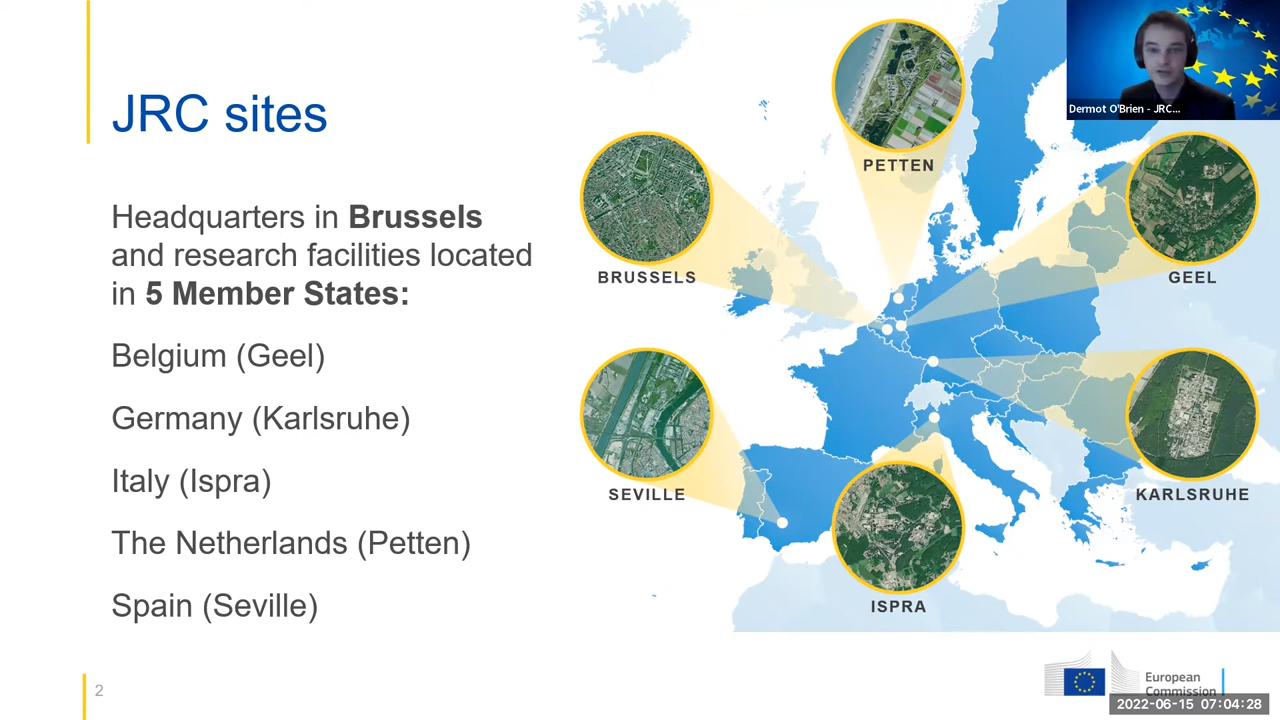 JRC sites
Headquarters in Brussels
and research facilities located
in 5 Member States:
Belgium (Geel)
Germany (Karlsruhe)
Italy (Ispra)
The Netherlands (Petten)
Spain (Seville)
PETTEN
BRUSSELS
GEEL
SEVILLE
KARLSRUHE
ISPRA
Dermot O'Brien - JRC...
2
European
Commission
2022-06-15 07:04:28